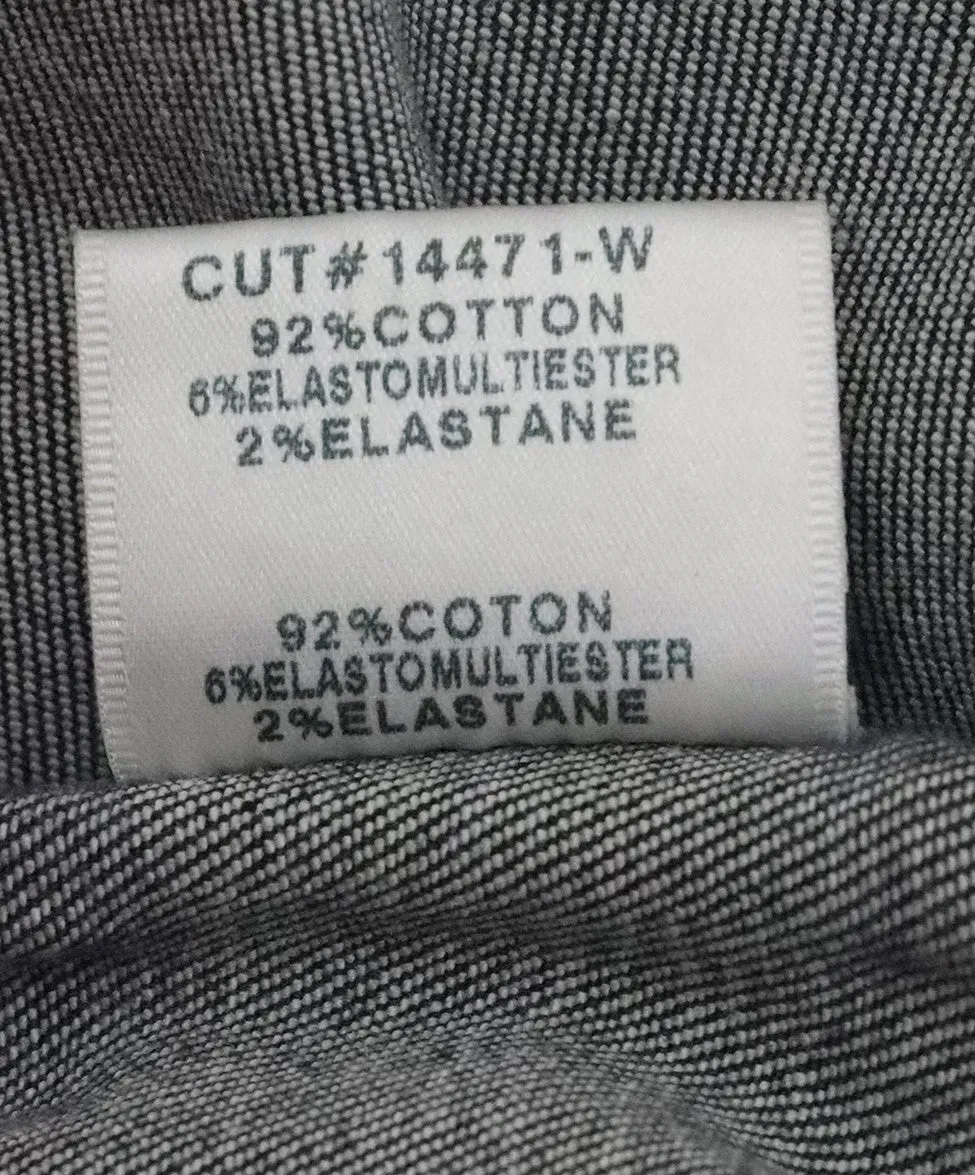 CUT#14471-W
92%COTTON
6%ELASTOMULTIESTER
2%ELASTANE
92%COTON
6%ELASTOMULTIESTER
2%ELASTANE